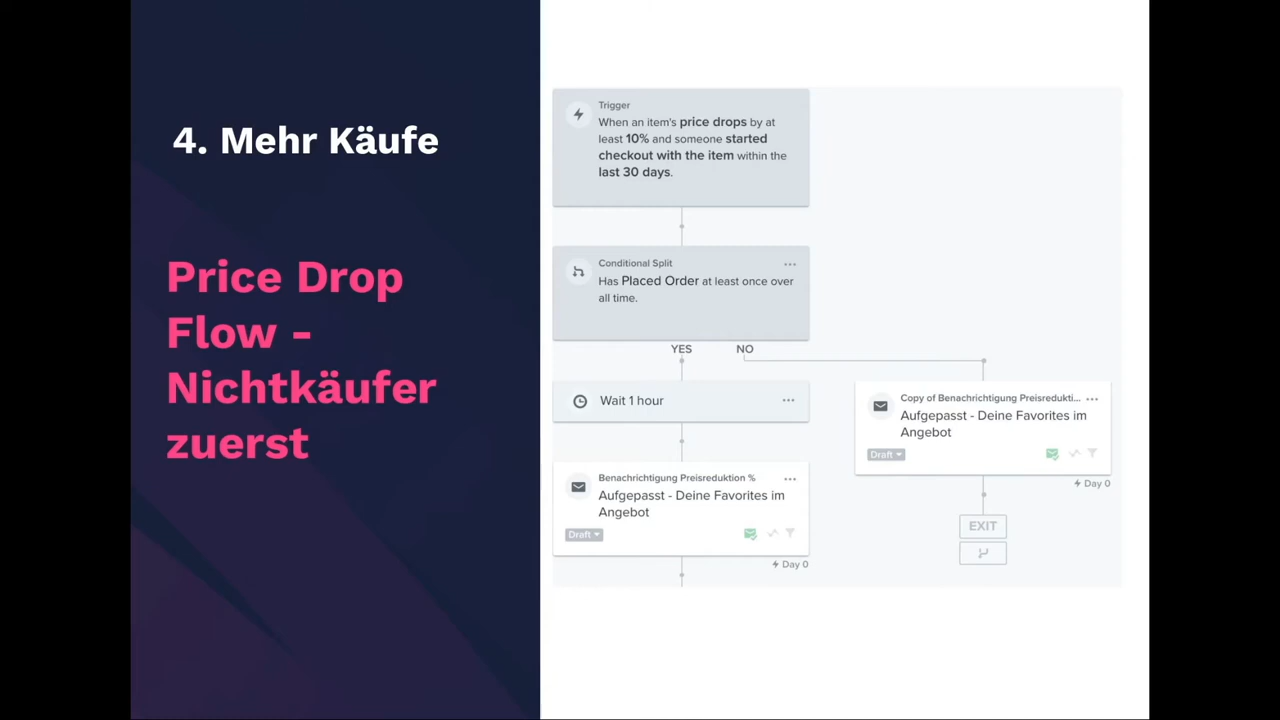 4. Mehr Käufe
Price Drop
Flow -
Nichtkäufer
zuerst
Trigger
When an item's price drops by at
least 10% and someone started
checkout with the item within the
last 30 days.
Conditional Split
Has Placed Order at least once over
all time.
YES
NO
Wait 1 hour
Benachrichtigung Preisreduktion %
Aufgepasst - Deine Favorites im
Angebot
Draft
Day 0
Copy of Benachrichtigung Preisredukti...
Aufgepasst - Deine Favorites im
Angebot
Draft
Day 0
EXIT